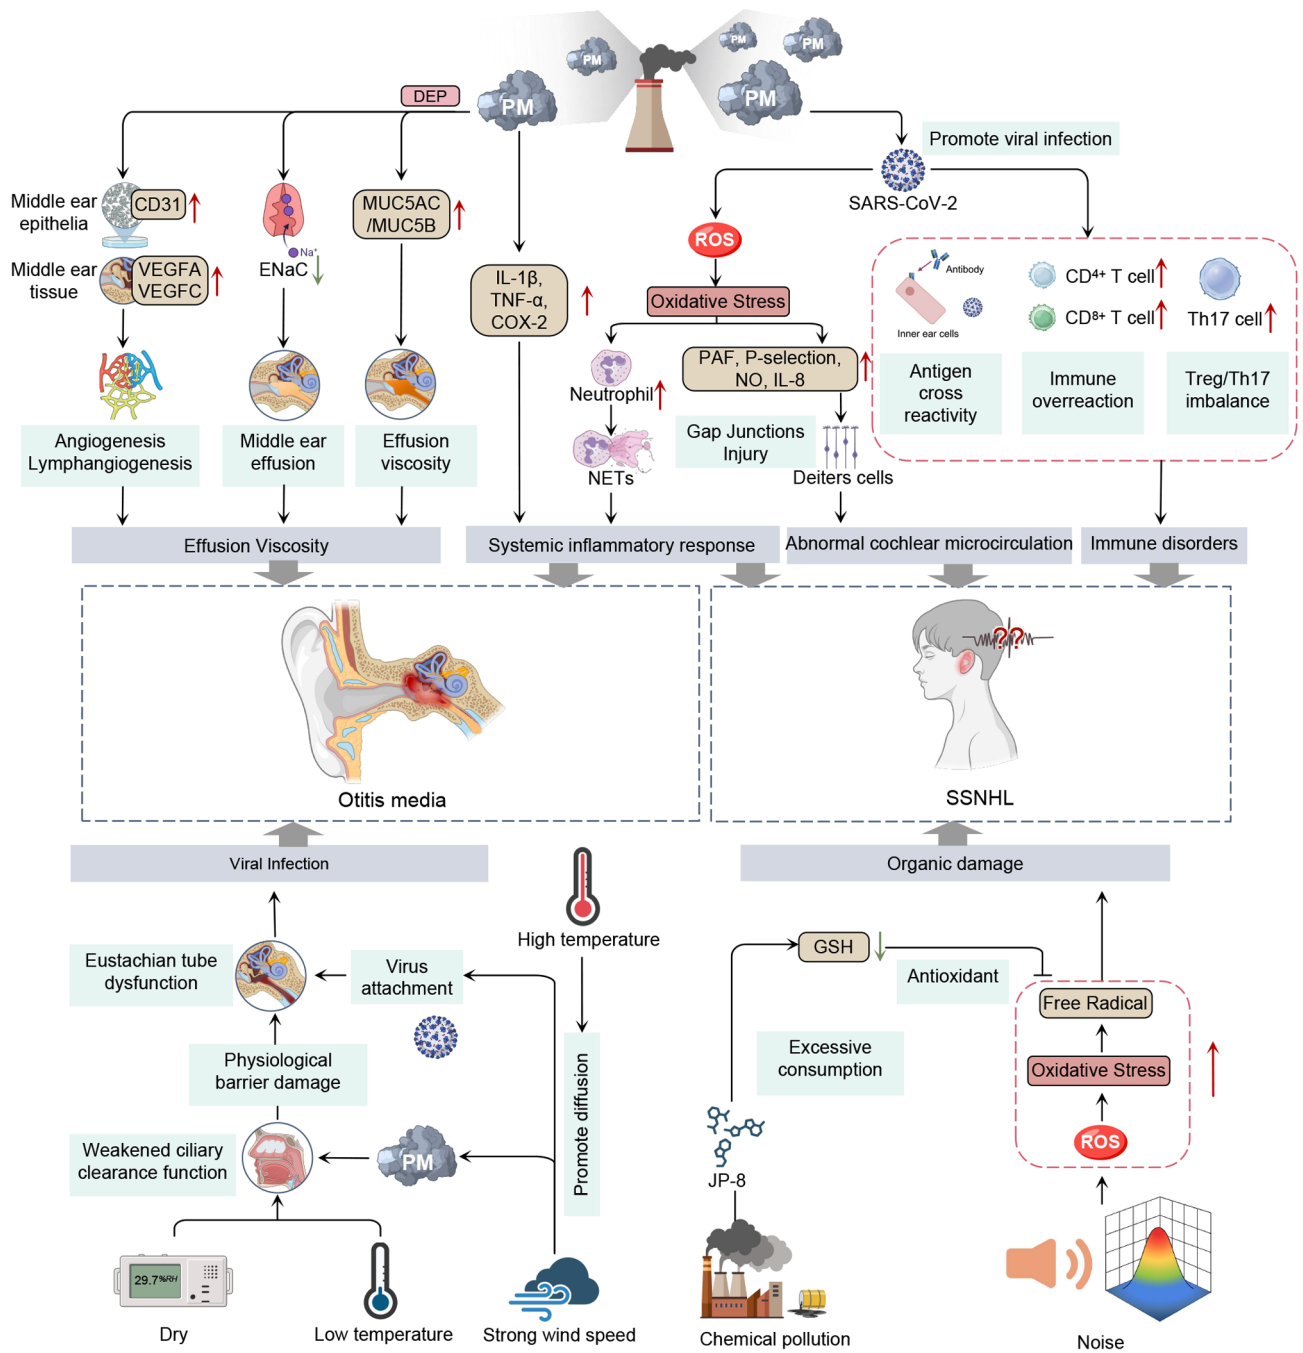 PM
PM
PM
PM
PM
DEP
Promote viral infection
SARS-CoV-2
Middle ear
epithelia
CD31
Middle ear
tissue
VEGFA
VEGFC
Na⁺
ENaC
MUC5AC
/MUC5B
IL-1β,
TNF-α,
COX-2
ROS
Oxidative Stress
Neutrophil
NETs
PAF, P-selection,
NO, IL-8
Gap Junctions
Injury
Deiters cells
Antibody
Inner ear cells
CD⁴⁺ T cell
CD⁸⁺ T cell
Th17 cell
Antigen
cross
reactivity
Immune
overreaction
Treg/Th17
imbalance
Angiogenesis
Lymphangiogenesis
Middle ear
effusion
Effusion
viscosity
Effusion Viscosity
Systemic inflammatory response
Abnormal cochlear microcirculation
Immune disorders
??
Otitis media
SSNHL
Viral Infection
Organic damage
High temperature
Eustachian tube
dysfunction
Virus
attachment
Physiological
barrier damage
Weakened ciliary
clearance function
PM
Promote diffusion
29.7%RH
Dry
Low temperature
Strong wind speed
GSH
Antioxidant
Excessive
consumption
JP-8
Chemical pollution
Free Radical
Oxidative Stress
ROS
Noise